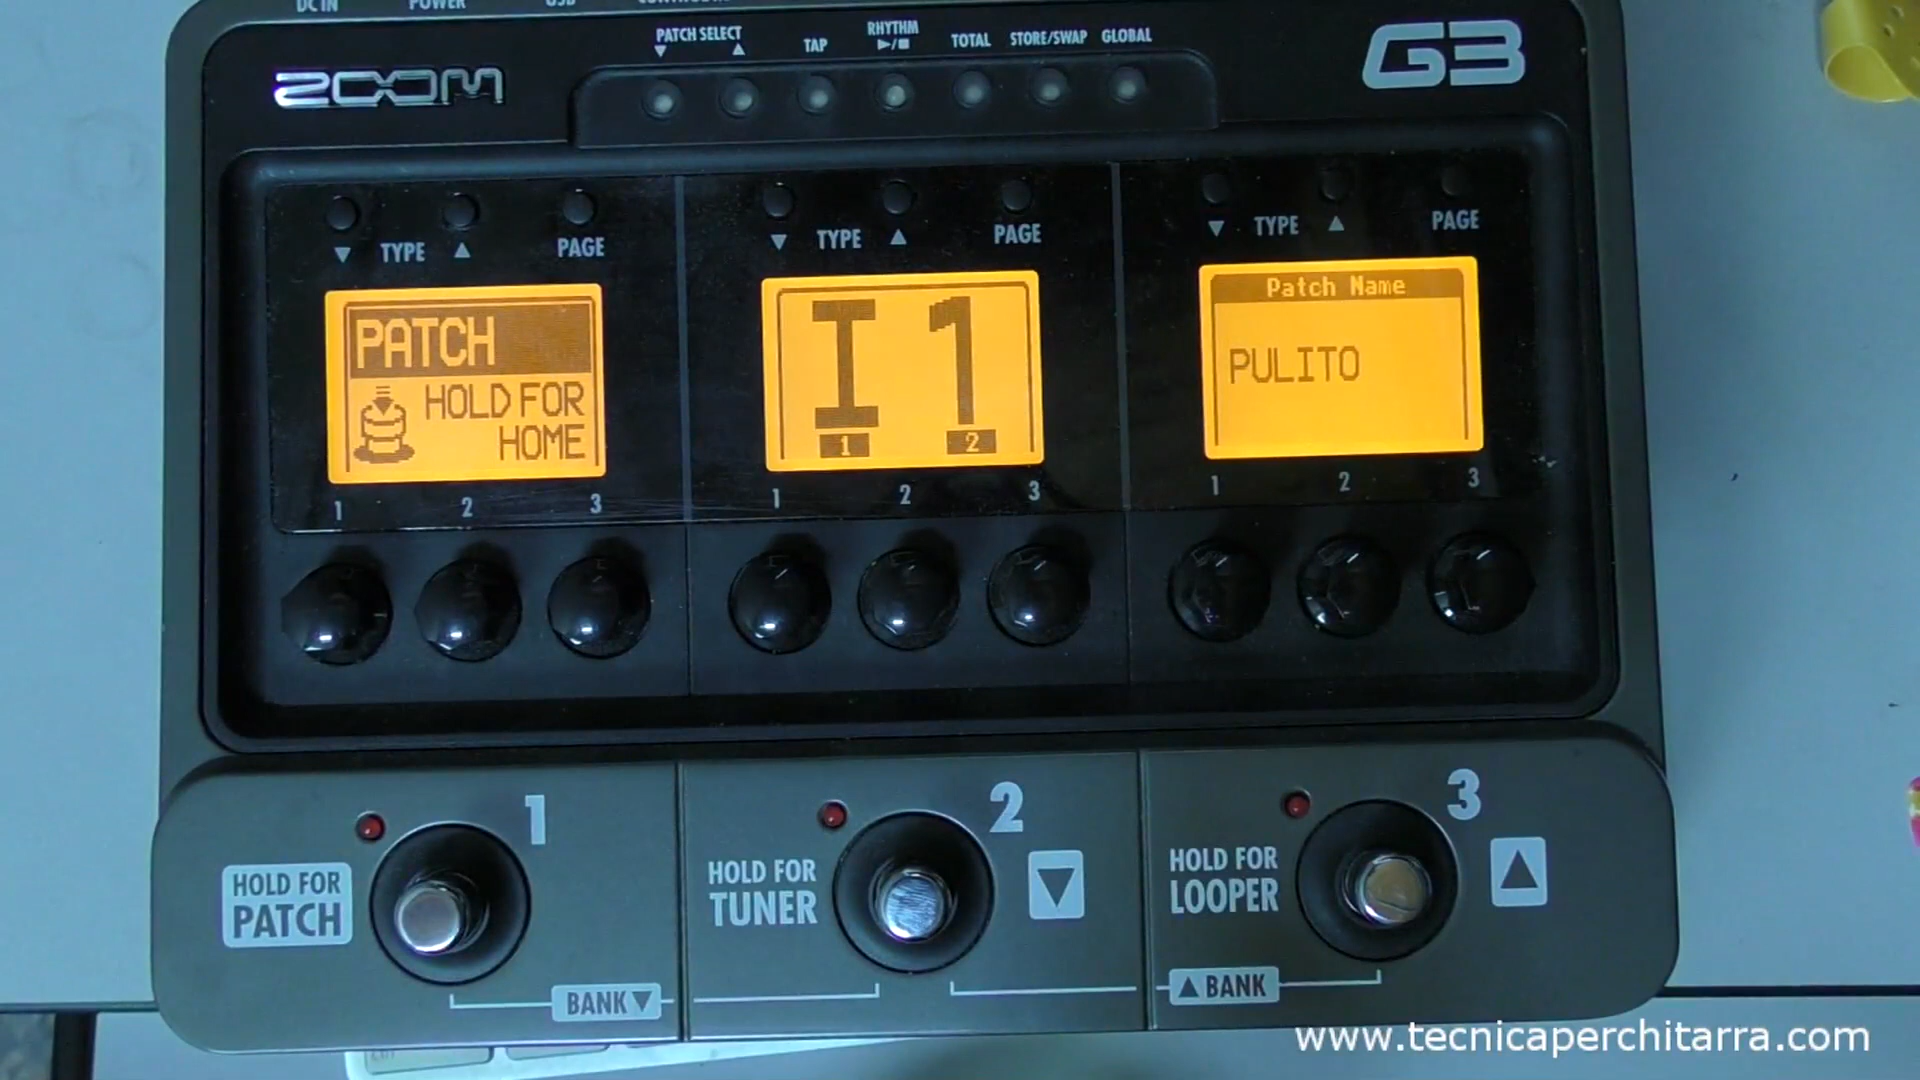 DC IN POWER USB
PATCH SELECT TAP RHYTHM TOTAL STORE/SWAP GLOBAL
▼ ▲ ▶/■
ZOOM G3
▼ TYPE ▲ PAGE
▼ TYPE ▲ PAGE
▼ TYPE ▲ PAGE
PATCH
HOLD FOR
HOME
I 1
1 2
Patch Name
PULITO
1 2 3
1 2 3
1 2 3
1
HOLD FOR
PATCH
2
HOLD FOR
TUNER
▼
3
HOLD FOR
LOOPER
▲
BANK ▼
▲ BANK
www.tecnicaperchitarra.com